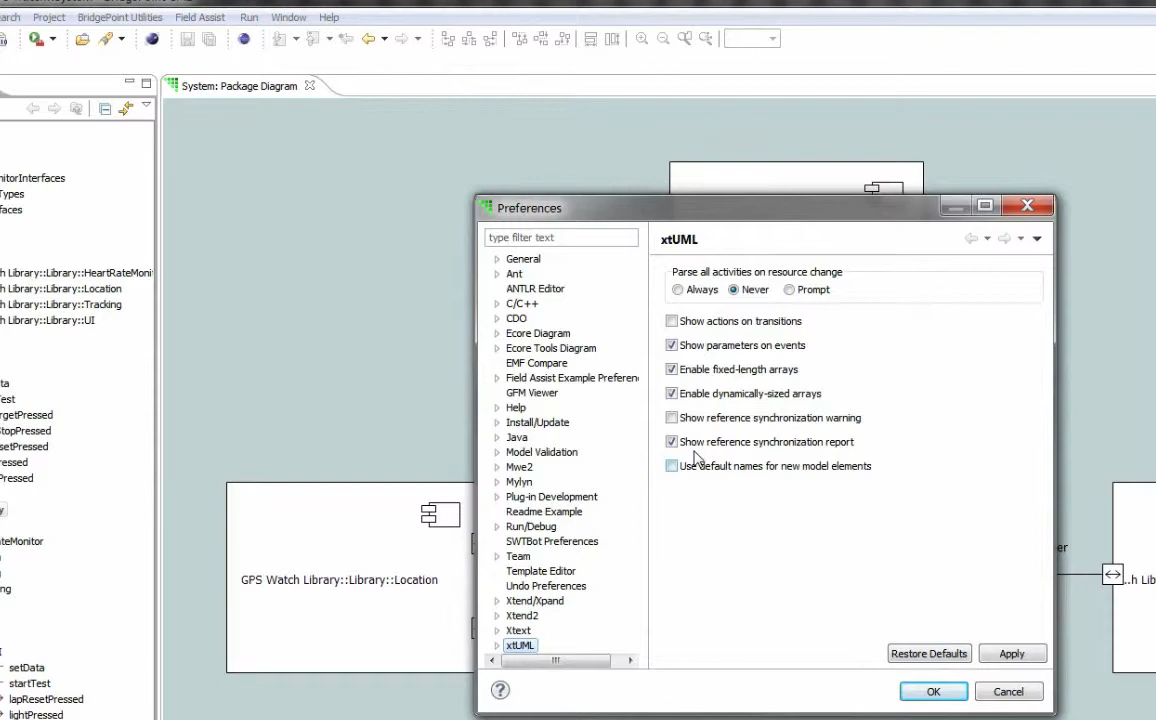 arch Project BridgePoint Utilities Field Assist Run Window Help
System: Package Diagram
nitorInterfaces
Types
faces
h Library::Library::HeartRateMonit
h Library::Library::Location
h Library::Library::Tracking
h Library::Library::UI
ta
Test
rgetPressed
StopPressed
setPressed
ressed
Pressed
y
teMonitor
ng
I
setData
startTest
lapResetPressed
lightPressed
GPS Watch Library::Library::Location
er
..h Lib
Preferences
type filter text
General
Ant
ANTLR Editor
C/C++
CDO
Ecore Diagram
Ecore Tools Diagram
EMF Compare
Field Assist Example Preferen
GFM Viewer
Help
Install/Update
Java
Model Validation
Mwe2
Mylyn
Plug-in Development
Readme Example
Run/Debug
SWTBot Preferences
Team
Template Editor
Undo Preferences
Xtend/Xpand
Xtend2
Xtext
xtUML
xtUML
Parse all activities on resource change
Always Never Prompt
Show actions on transitions
Show parameters on events
Enable fixed-length arrays
Enable dynamically-sized arrays
Show reference synchronization warning
Show reference synchronization report
Use default names for new model elements
Restore Defaults Apply
OK Cancel